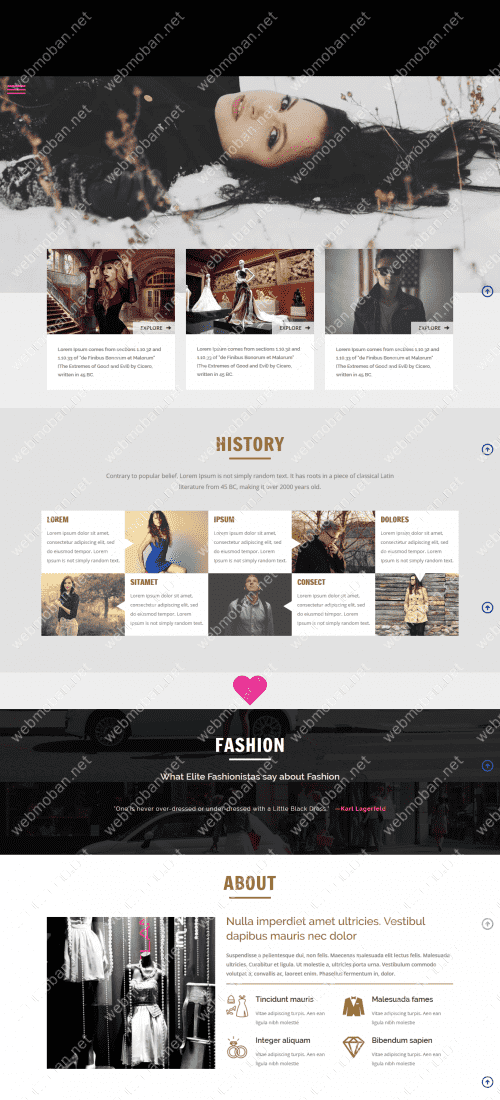 EXPLORE
EXPLORE
EXPLORE
Lorem Ipsum comes from sections 1.10.32 and
1.10.33 of "de Finibus Bonorum et Malorum"
(The Extremes of Good and Evil) by Cicero,
written in 45 BC.
Lorem Ipsum comes from sections 1.10.32 and
1.10.33 of "de Finibus Bonorum et Malorum"
(The Extremes of Good and Evil) by Cicero,
written in 45 BC.
Lorem Ipsum comes from sections 1.10.32 and
1.10.33 of "de Finibus Bonorum et Malorum"
(The Extremes of Good and Evil) by Cicero,
written in 45 BC.
HISTORY
Contrary to popular belief, Lorem Ipsum is not simply random text. It has roots in a piece of classical Latin
literature from 45 BC, making it over 2000 years old.
LOREM
Lorem ipsum dolor sit amet,
consectetur adipiscing elit, sed
do eiusmod tempor. Lorem
Ipsum is not simply random text.
IPSUM
Lorem ipsum dolor sit amet,
consectetur adipiscing elit, sed
do eiusmod tempor. Lorem
Ipsum is not simply random text.
DOLORES
Lorem ipsum dolor sit amet,
consectetur adipiscing elit, sed
do eiusmod tempor. Lorem
Ipsum is not simply random text.
SITAMET
Lorem ipsum dolor sit amet,
consectetur adipiscing elit, sed
do eiusmod tempor. Lorem
Ipsum is not simply random text.
CONSECT
Lorem ipsum dolor sit amet,
consectetur adipiscing elit, sed
do eiusmod tempor. Lorem
Ipsum is not simply random text.
FASHION
What Elite Fashionistas say about Fashion
"One is never over-dressed or under-dressed with a Little Black Dress." —Karl Lagerfeld
ABOUT
Nulla imperdiet amet ultricies. Vestibul
dapibus mauris nec dolor
Suspendisse a pellentesque dui, non felis. Maecenas malesuada elit lectus felis. Malesuada
ultricies. Curabitur et ligula. Ut molestie a, ultricies porta urna. Vestibulum commodo
volutpat a, convallis ac, laoreet enim. Phasellus fermentum in, dolor.
Tincidunt mauris
Vitae adipiscing turpis. Aen ean
ligula nibh molestie
Malesuada fames
Vitae adipiscing turpis. Aen ean
ligula nibh molestie
Integer aliquam
Vitae adipiscing turpis. Aen ean
ligula nibh molestie
Bibendum sapien
Vitae adipiscing turpis. Aen ean
ligula nibh molestie
webmoban.net